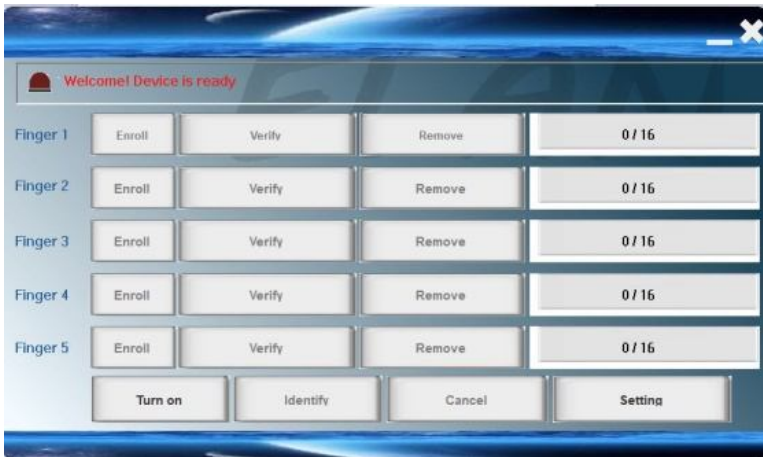 ELAN
Welcome! Device is ready
Finger 1 Enroll Verify Remove 0 / 16
Finger 2 Enroll Verify Remove 0 / 16
Finger 3 Enroll Verify Remove 0 / 16
Finger 4 Enroll Verify Remove 0 / 16
Finger 5 Enroll Verify Remove 0 / 16
Turn on Identify Cancel Setting